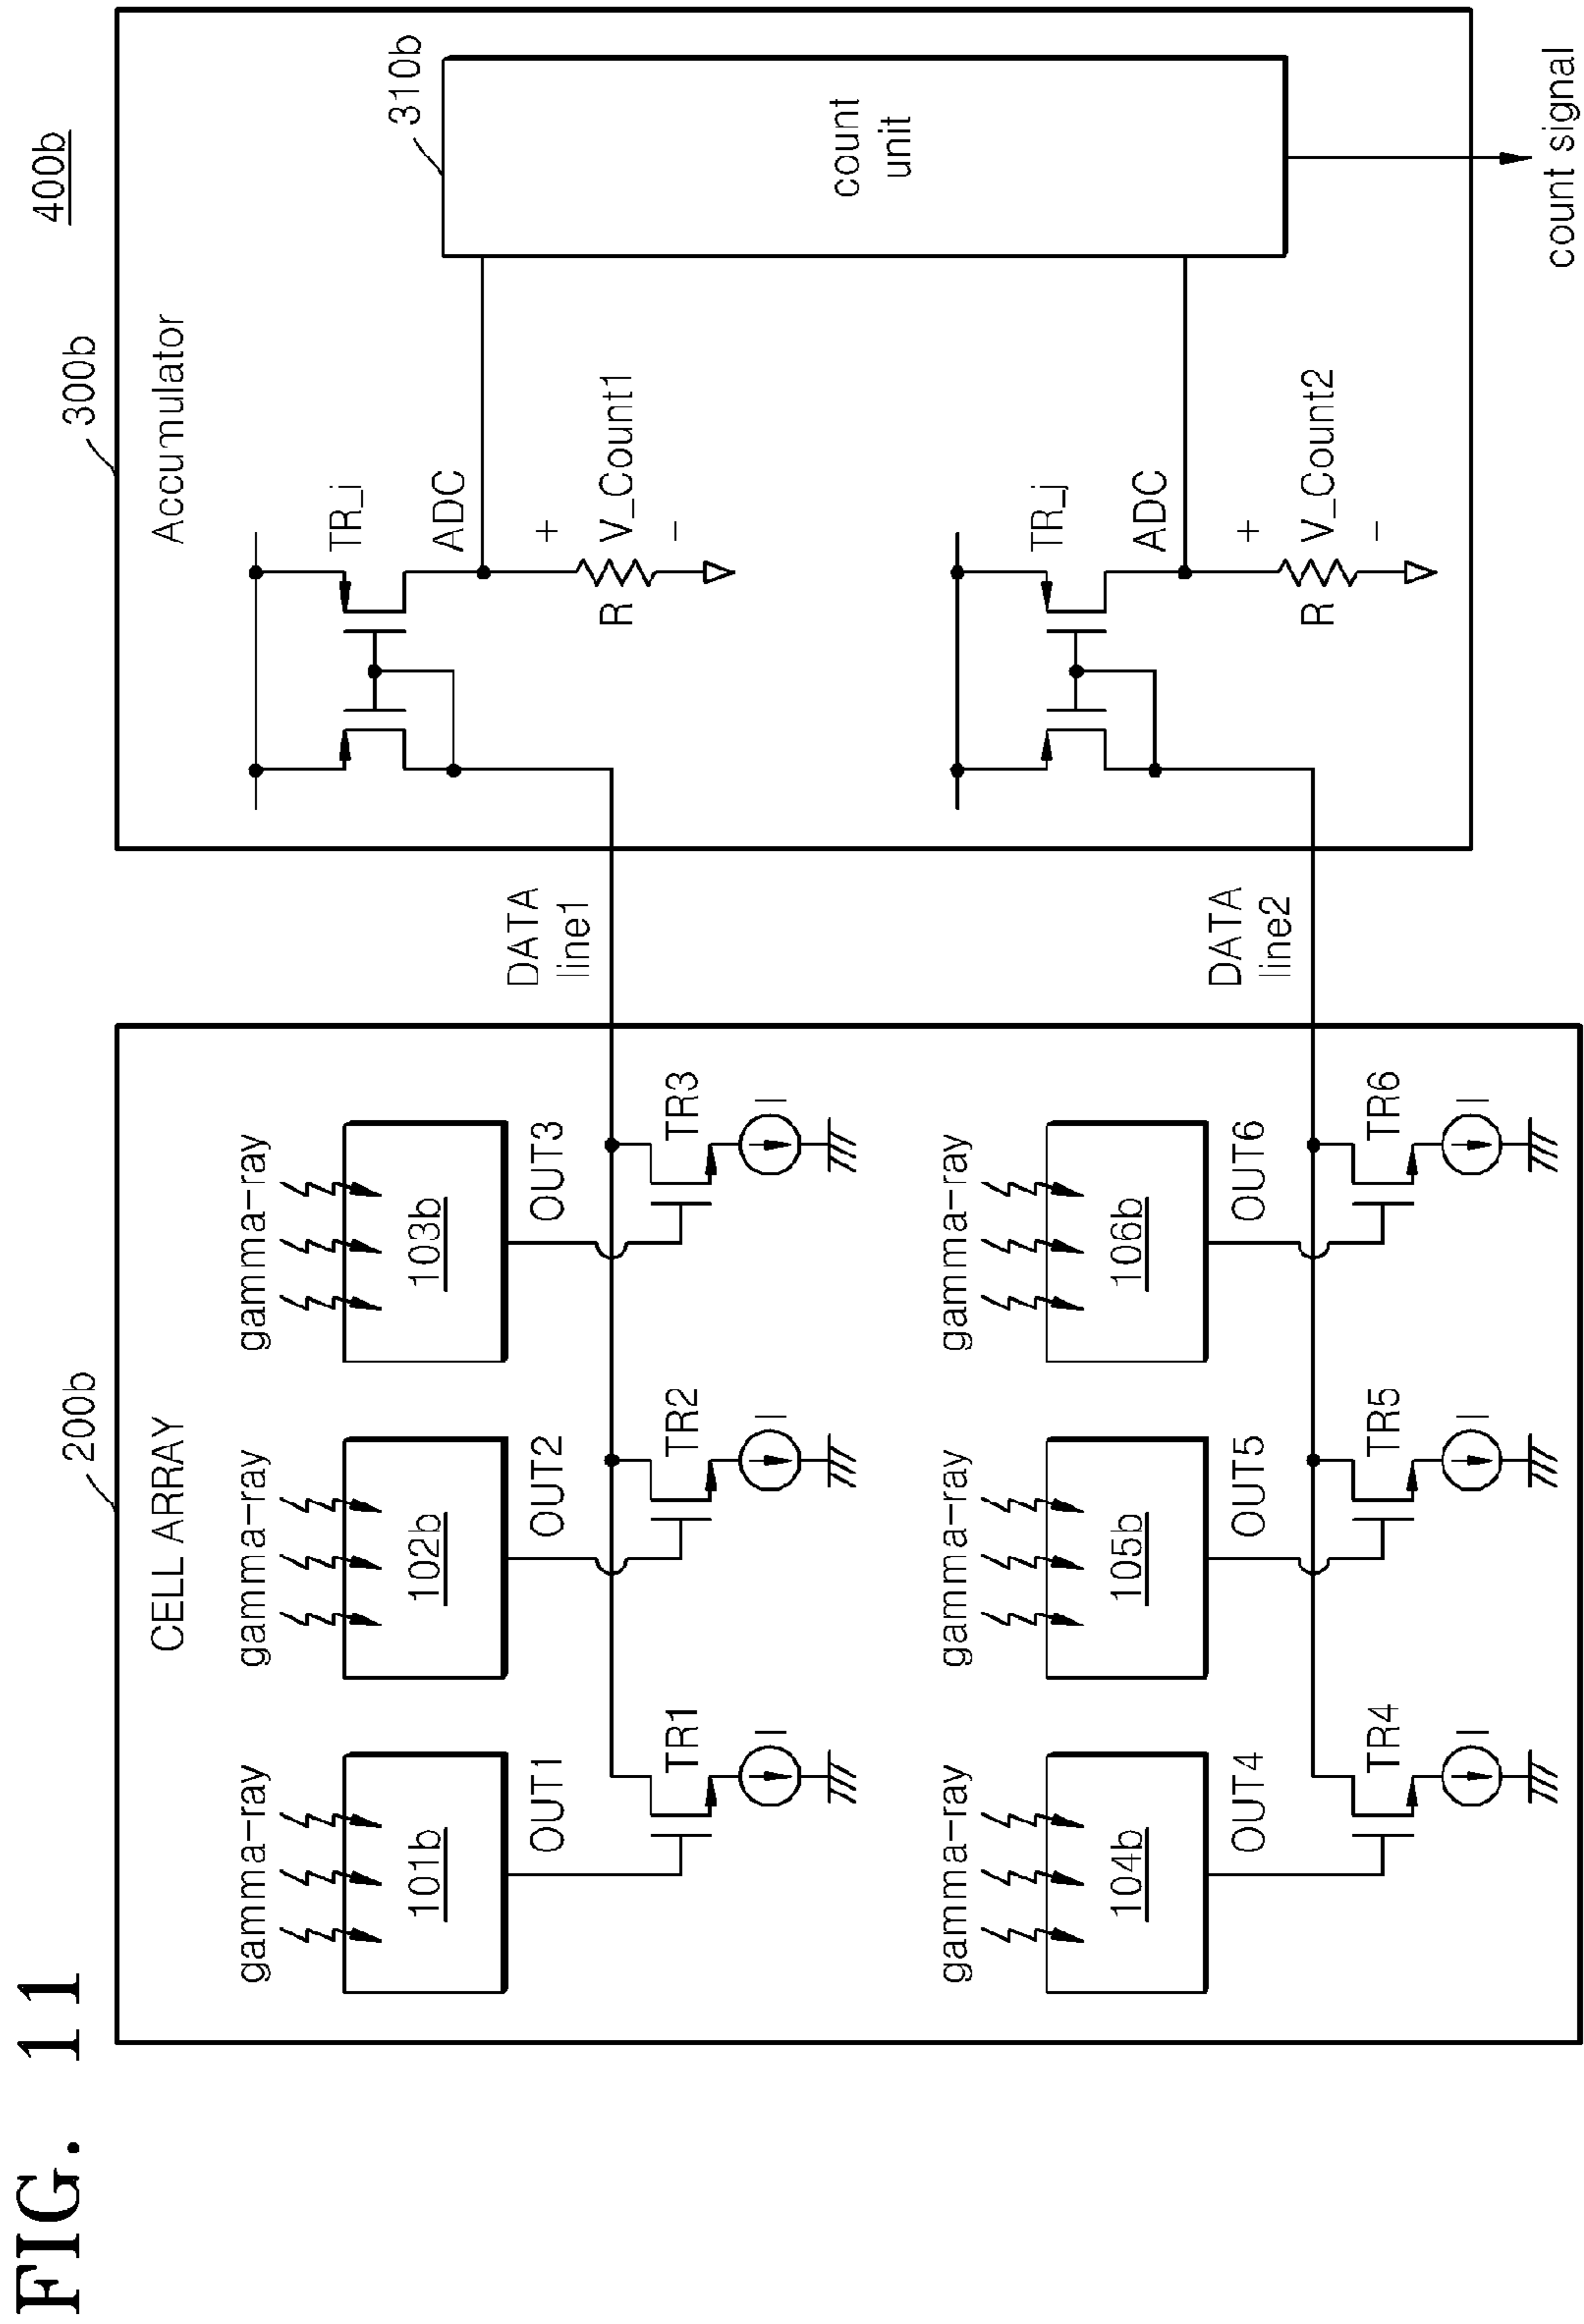 FIG. 11
400b
200b
300b
CELL ARRAY
Accumulator
gamma-ray
gamma-ray
gamma-ray
101b
102b
103b
OUT1
OUT2
OUT3
TR1
TR2
TR3
I
I
I
DATA
line1
TR_i
ADC
+
R
V_Count1
−
310b
count
unit
gamma-ray
gamma-ray
gamma-ray
104b
105b
106b
OUT4
OUT5
OUT6
TR4
TR5
TR6
I
I
I
DATA
line2
TR_j
ADC
+
R
V_Count2
−
count signal